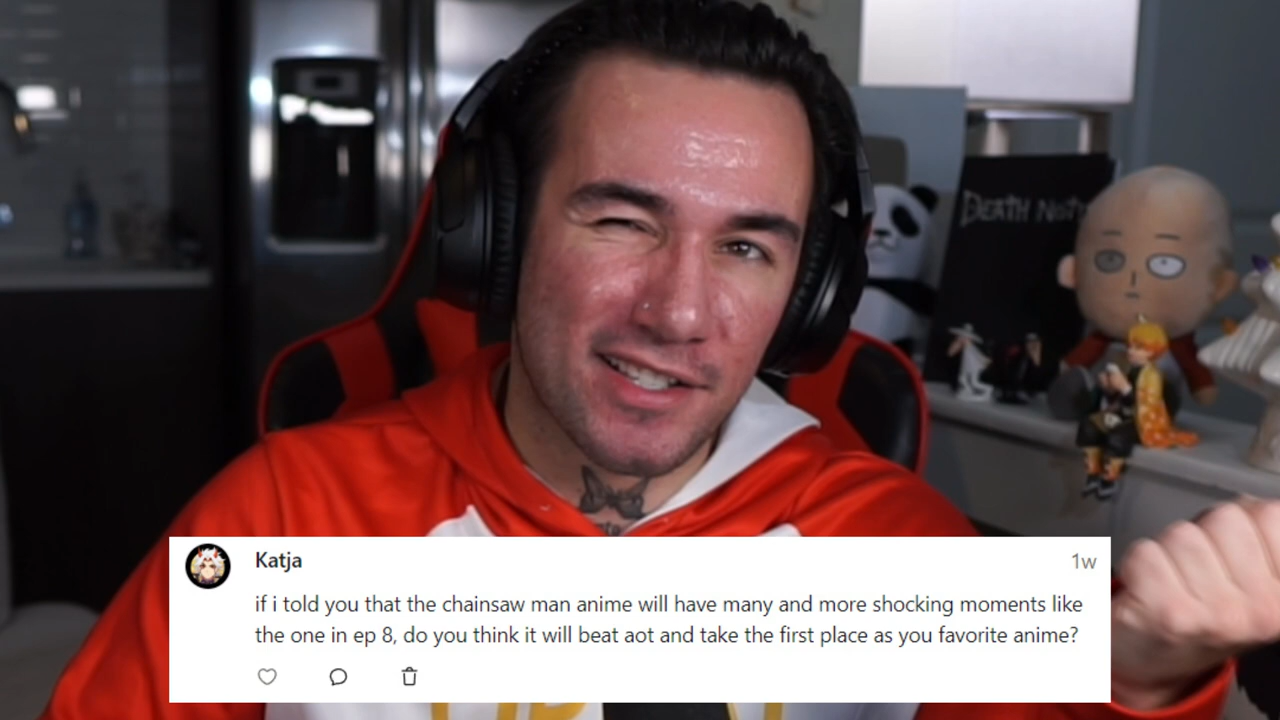 DEATH NOTE
Katja
1w
if i told you that the chainsaw man anime will have many and more shocking moments like
the one in ep 8, do you think it will beat aot and take the first place as you favorite anime?